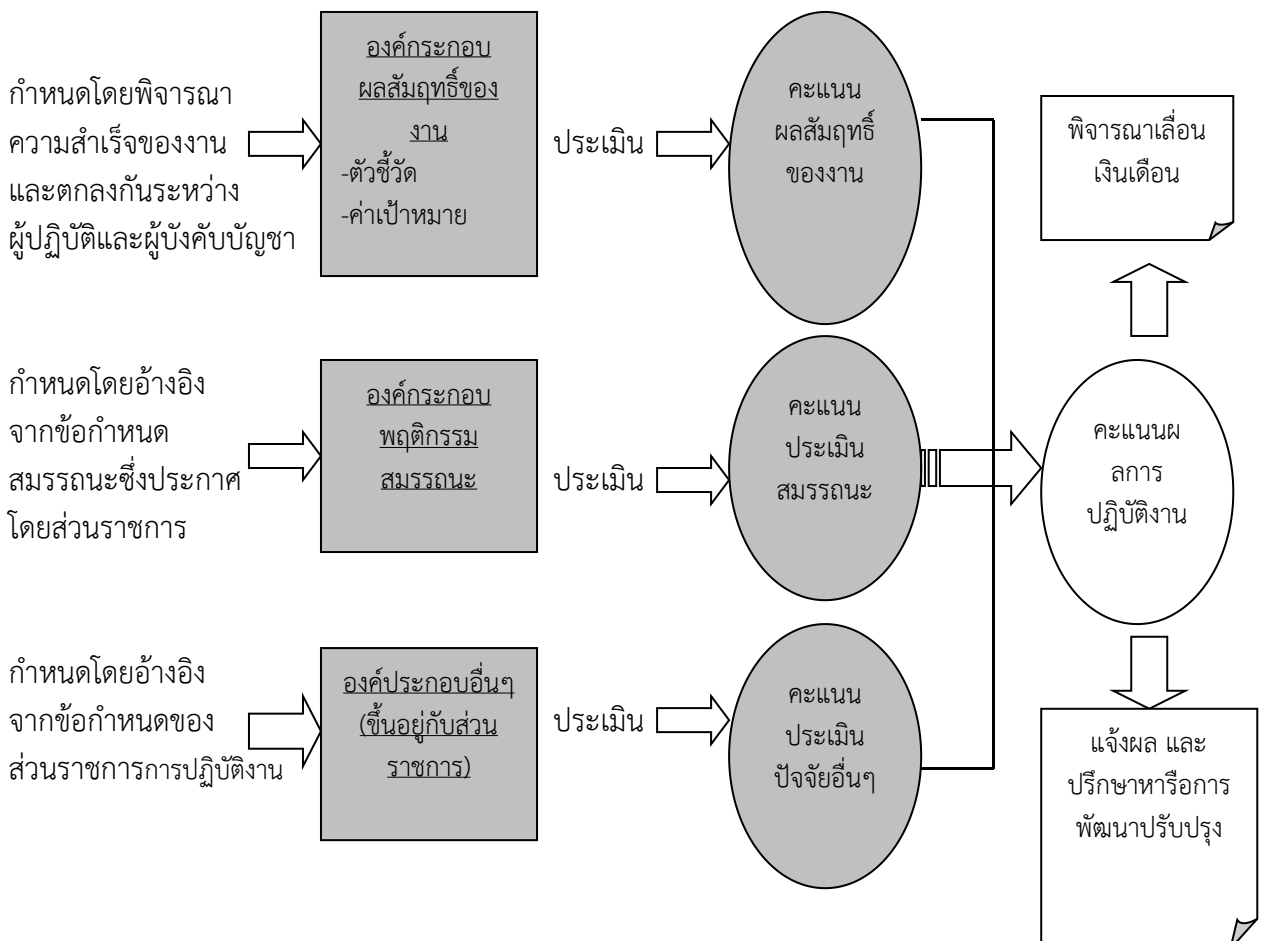 กำหนดโดยพิจารณา
ความสำเร็จของงาน
และตกลงกันระหว่าง
ผู้ปฏิบัติและผู้บังคับบัญชา
องค์กระกอบ
ผลสัมฤทธิ์ของ
งาน
-ตัวชี้วัด
-ค่าเป้าหมาย
ประเมิน
คะแนน
ผลสัมฤทธิ์
ของงาน
พิจารณาเลื่อน
เงินเดือน
กำหนดโดยอ้างอิง
จากข้อกำหนด
สมรรถนะซึ่งประกาศ
โดยส่วนราชการ
องค์กระกอบ
พฤติกรรม
สมรรถนะ
ประเมิน
คะแนน
ประเมิน
สมรรถนะ
คะแนนผ
ลการ
ปฏิบัติงาน
กำหนดโดยอ้างอิง
จากข้อกำหนดของ
ส่วนราชการการปฏิบัติงาน
องค์ประกอบอื่นๆ
(ขึ้นอยู่กับส่วน
ราชการ)
ประเมิน
คะแนน
ประเมิน
ปัจจัยอื่นๆ
แจ้งผล และ
ปรึกษาหารือการ
พัฒนาปรับปรุง